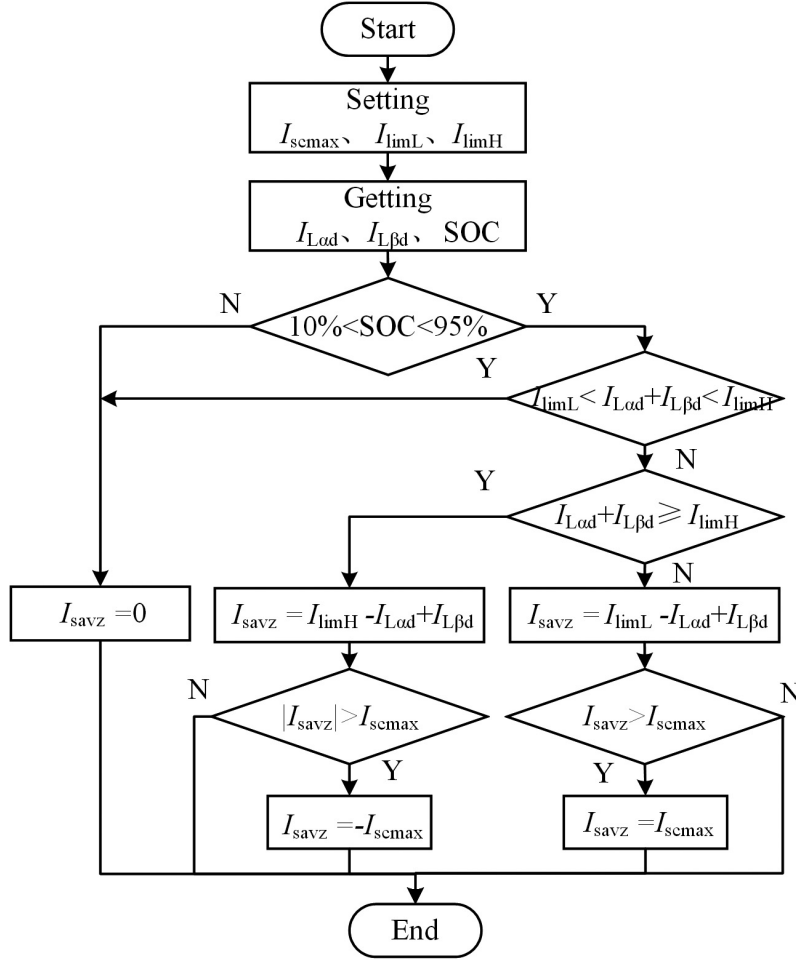 Start
Setting
Iscmax、IlimL、IlimH
Getting
ILαd、ILβd、SOC
N
Y
10%<SOC<95%
Y
IlimL< ILαd+ILβd< IlimH
N
Y
ILαd+ILβd≥IlimH
N
Isavz =0
Isavz =IlimH -ILαd+ILβd
Isavz =IlimL -ILαd+ILβd
N
N
|Isavz|>Iscmax
Isavz>Iscmax
Y
Y
Isavz =-Iscmax
Isavz =Iscmax
End